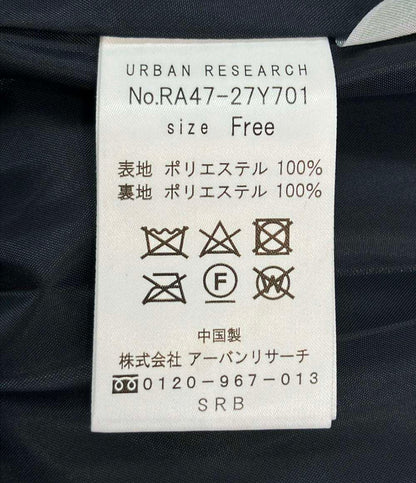 URBAN RESEARCH
No.RA47-27Y701
size Free
表地 ポリエステル 100%
裏地 ポリエステル 100%
F
W
中国製
株式会社 アーバンリサーチ
0120-967-013
SRB